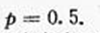 p = 0.5.